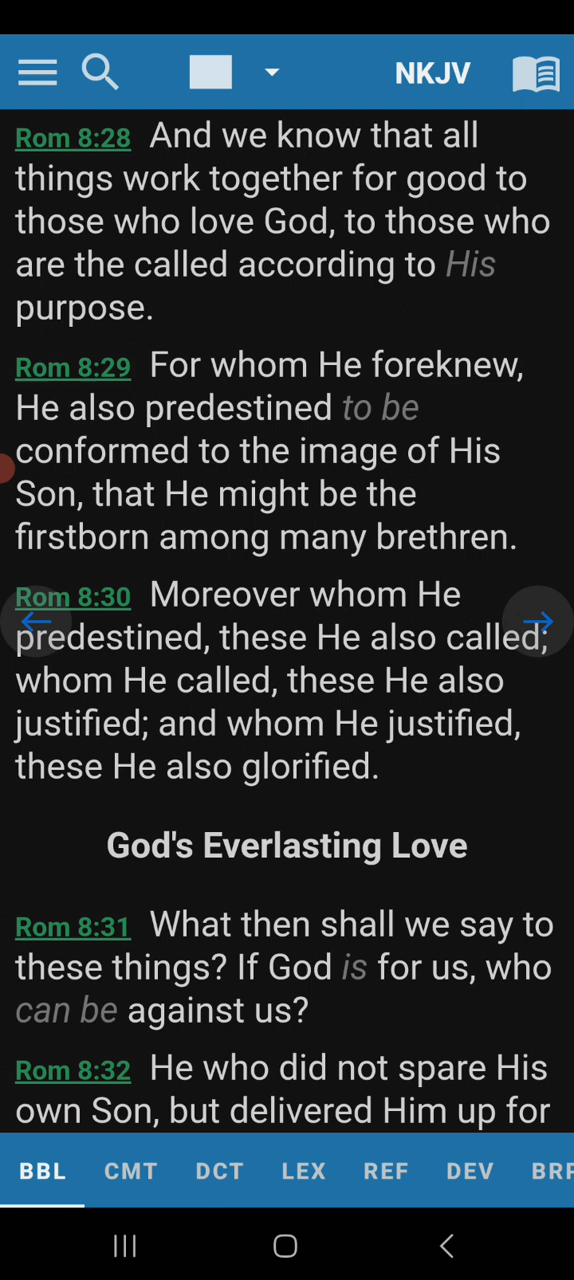 NKJV
Rom 8:28 And we know that all
things work together for good to
those who love God, to those who
are the called according to His
purpose.
Rom 8:29 For whom He foreknew,
He also predestined to be
conformed to the image of His
Son, that He might be the
firstborn among many brethren.
Rom 8:30 Moreover whom He
predestined, these He also called;
whom He called, these He also
justified; and whom He justified,
these He also glorified.
God's Everlasting Love
Rom 8:31 What then shall we say to
these things? If God is for us, who
can be against us?
Rom 8:32 He who did not spare His
own Son, but delivered Him up for
BBL CMT DCT LEX REF DEV BRP